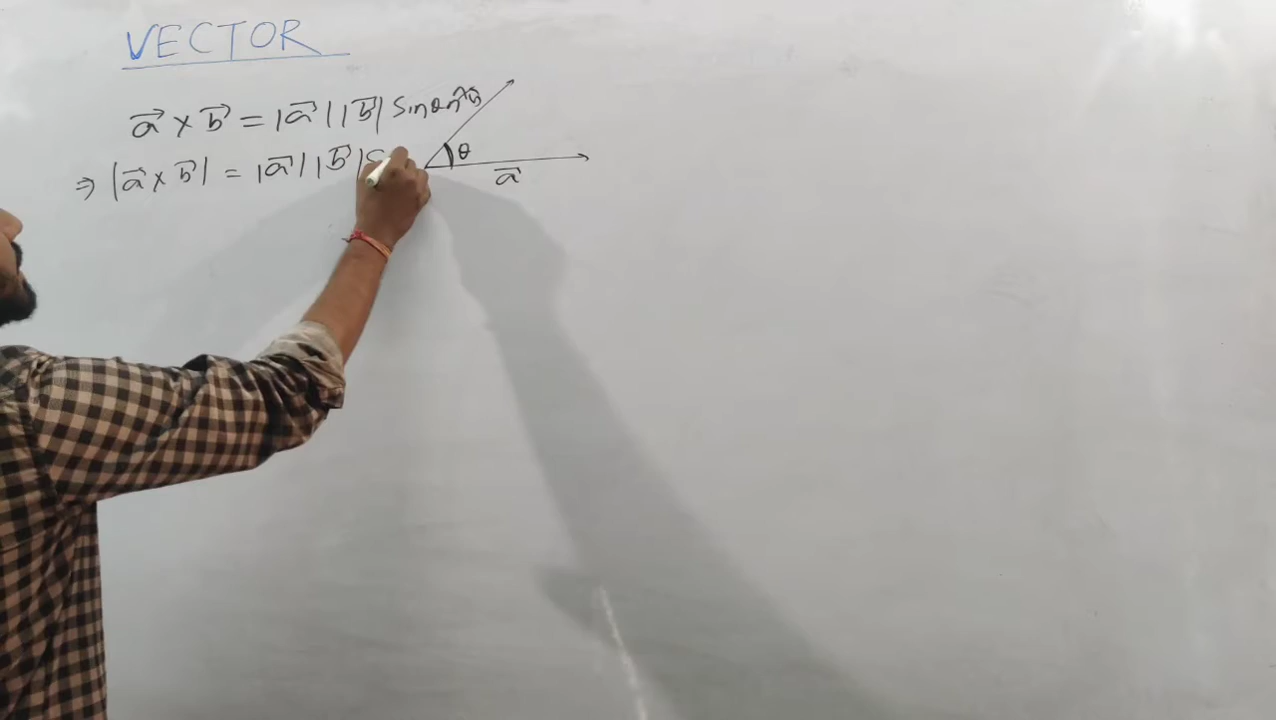 VECTOR
a⃗ × b⃗ = |a⃗| |b⃗| sinθ n̂
⇒ |a⃗ × b⃗| = |a⃗| |b⃗| S
θ
a⃗